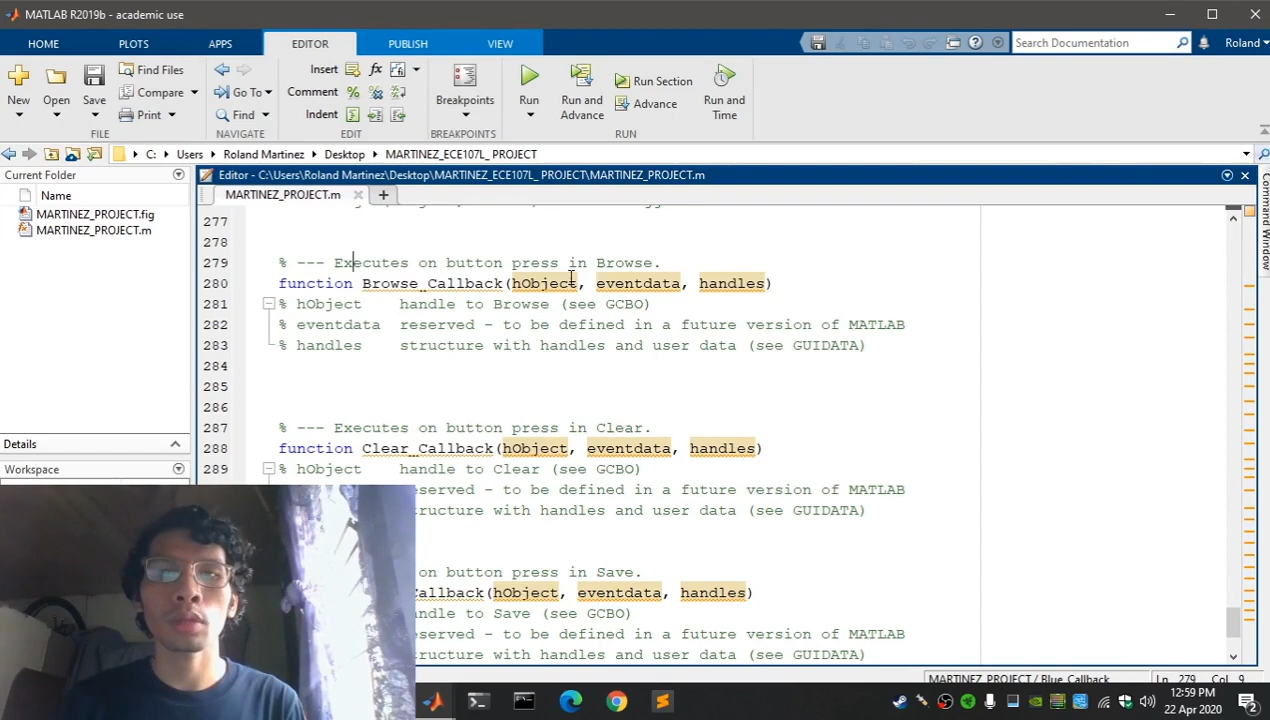 MATLAB R2019b - academic use
HOME PLOTS APPS EDITOR PUBLISH VIEW Search Documentation Roland
New Open Save Find Files Compare Print Go To Find Insert fx Comment Indent Breakpoints Run Run and Advance Run Section Advance Run and Time
FILE NAVIGATE EDIT BREAKPOINTS RUN
C: Users Roland Martinez Desktop MARTINEZ_ECE107L_ PROJECT
Current Folder
Name
MARTINEZ_PROJECT.fig
MARTINEZ_PROJECT.m
Details
Workspace
Editor - C:\Users\Roland Martinez\Desktop\MARTINEZ_ECE107L_ PROJECT\MARTINEZ_PROJECT.m
MARTINEZ_PROJECT.m
Command Window
277
278
279 % --- Executes on button press in Browse.
280 function Browse_Callback(hObject, eventdata, handles)
281 % hObject    handle to Browse (see GCBO)
282 % eventdata  reserved - to be defined in a future version of MATLAB
283 % handles    structure with handles and user data (see GUIDATA)
284
285
286
287 % --- Executes on button press in Clear.
288 function Clear_Callback(hObject, eventdata, handles)
289 % hObject    handle to Clear (see GCBO)
eserved - to be defined in a future version of MATLAB
tructure with handles and user data (see GUIDATA)
on button press in Save.
Callback(hObject, eventdata, handles)
andle to Save (see GCBO)
eserved - to be defined in a future version of MATLAB
tructure with handles and user data (see GUIDATA)
MARTINEZ_PROJECT / Blue_Callback Ln 279 Col 9
12:59 PM
22 Apr 2020
2